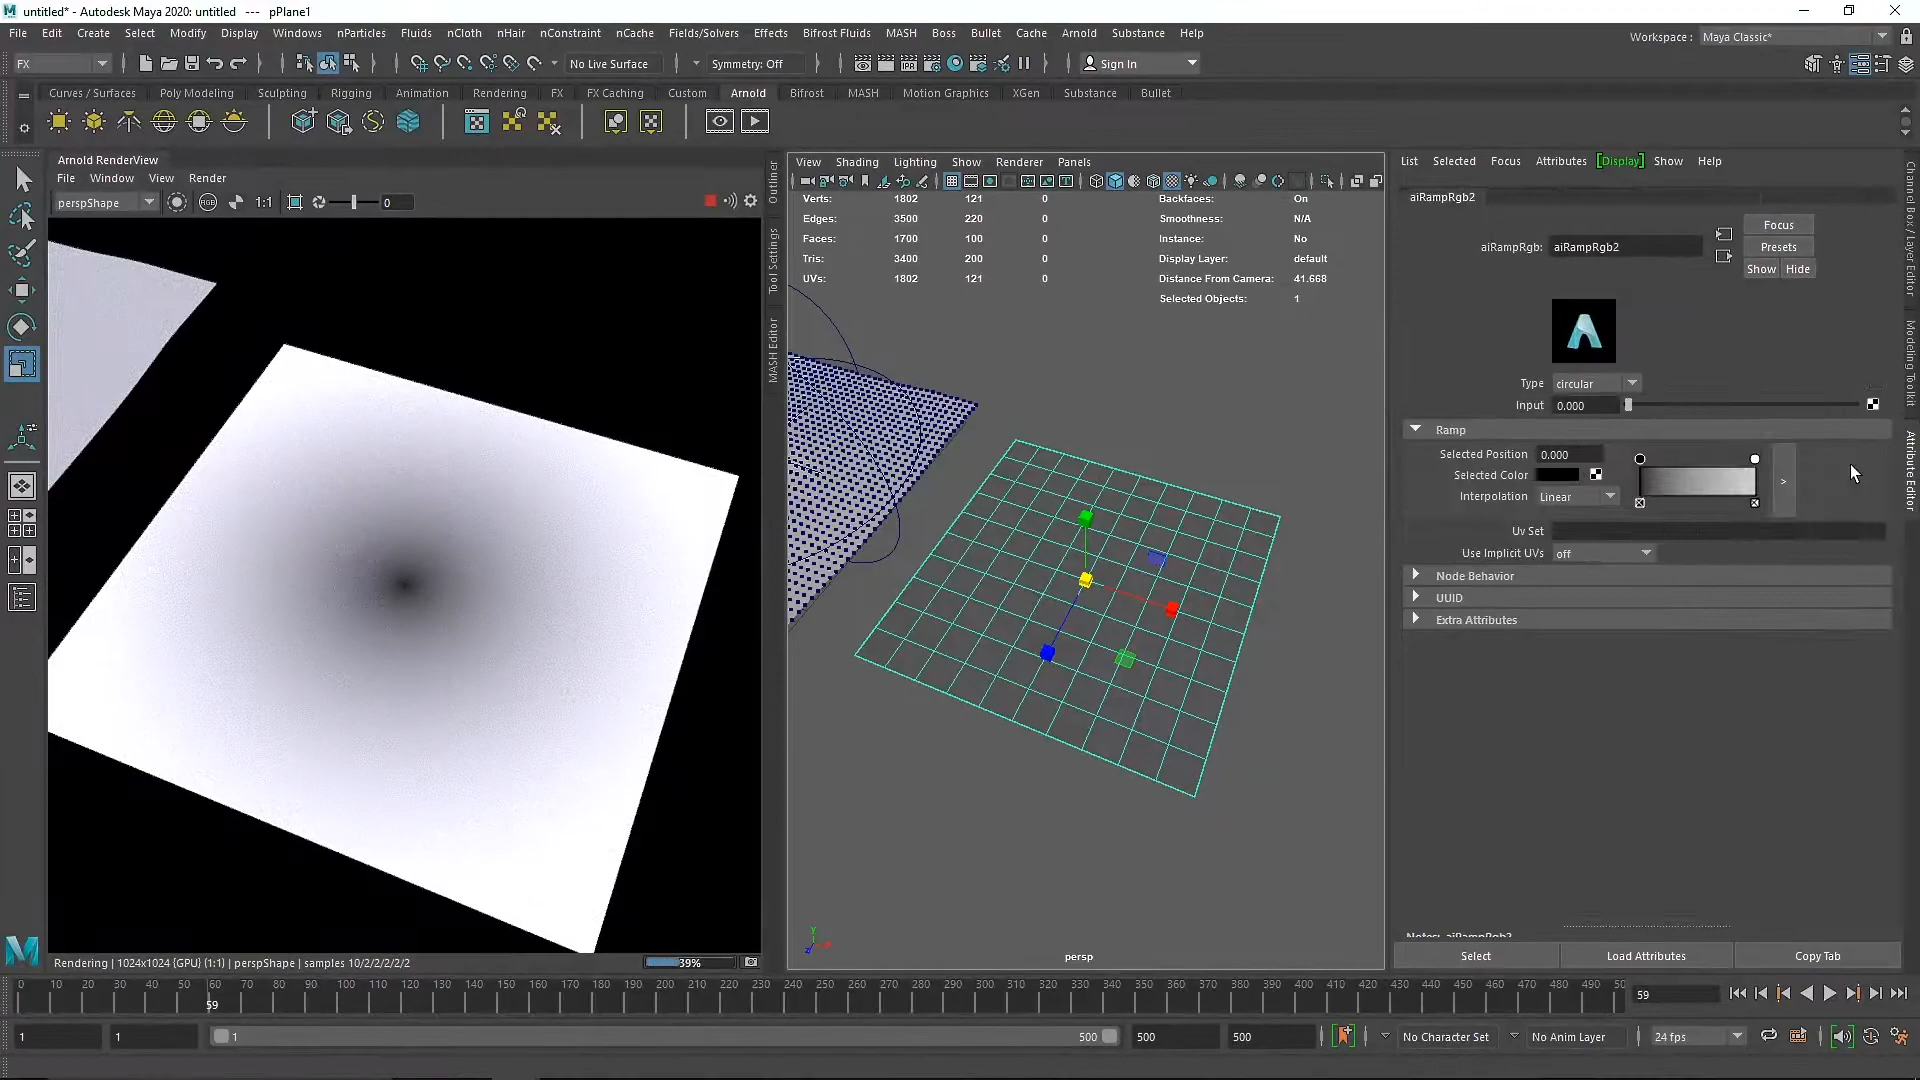 untitled* - Autodesk Maya 2020: untitled   ---   pPlane1
File Edit Create Select Modify Display Windows nParticles Fluids nCloth nHair nConstraint nCache Fields/Solvers Effects Bifrost Fluids MASH Boss Bullet Cache Arnold Substance Help
Workspace : Maya Classic*
FX
No Live Surface
Symmetry: Off
Sign In
Curves / Surfaces Poly Modeling Sculpting Rigging Animation Rendering FX FX Caching Custom Arnold Bifrost MASH Motion Graphics XGen Substance Bullet
Arnold RenderView
File Window View Render
perspShape
RGB
1:1
0
Rendering | 1024x1024 {GPU} (1:1) | perspShape | samples 10/2/2/2/2/2
39%
Outliner
Tool Settings
MASH Editor
View Shading Lighting Show Renderer Panels
Verts: 1802 121 0
Edges: 3500 220 0
Faces: 1700 100 0
Tris: 3400 200 0
UVs: 1802 121 0
Backfaces: On
Smoothness: N/A
Instance: No
Display Layer: default
Distance From Camera: 41.668
Selected Objects: 1
persp
List Selected Focus Attributes [Display] Show Help
aiRampRgb2
aiRampRgb: aiRampRgb2
Focus
Presets
Show Hide
Type circular
Input 0.000
Ramp
Selected Position 0.000
Selected Color
Interpolation Linear
>
Uv Set
Use Implicit UVs off
Node Behavior
UUID
Extra Attributes
Notes: aiRampRgb2
Select Load Attributes Copy Tab
Channel Box / Layer Editor
Modeling Toolkit
Attribute Editor
0 10 20 30 40 50 60 70 80 90 100 110 120 130 140 150 160 170 180 190 200 210 220 230 240 250 260 270 280 290 300 310 320 330 340 350 360 370 380 390 400 410 420 430 440 450 460 470 480 490 50
59
59
1 1 1 500 500 500
No Character Set
No Anim Layer
24 fps